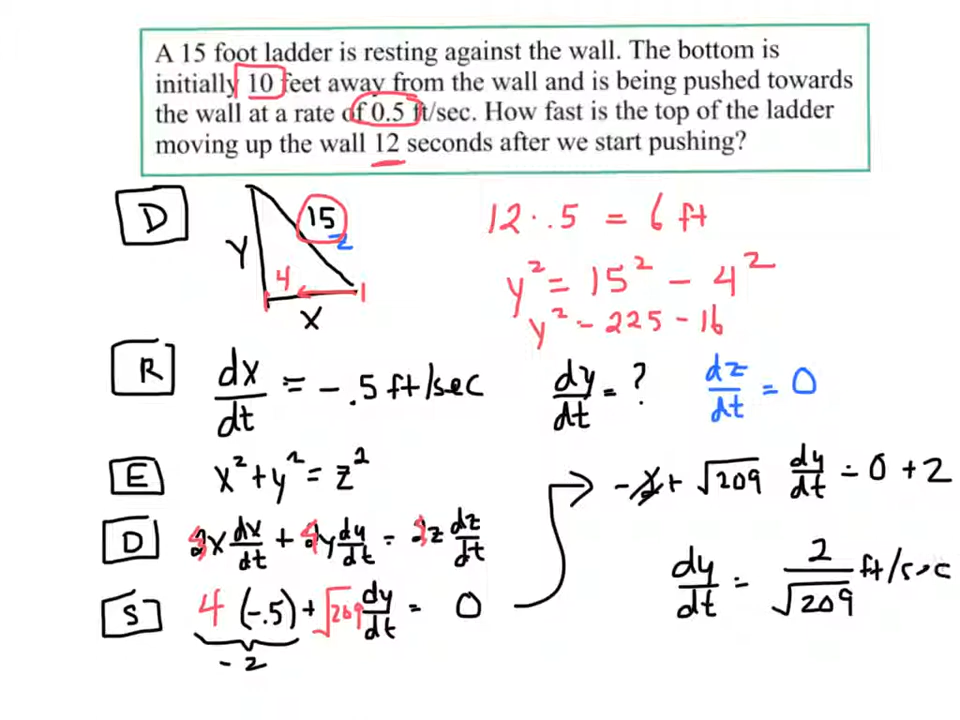 A 15 foot ladder is resting against the wall. The bottom is
initially 10 feet away from the wall and is being pushed towards
the wall at a rate of 0.5 ft/sec. How fast is the top of the ladder
moving up the wall 12 seconds after we start pushing?
D
15
z
y
4
x
12 · .5 = 6 ft
y² = 15² - 4²
y² - 225 - 16
R dx/dt = -.5 ft/sec dy/dt = ? dz/dt = 0
E x² + y² = z²
D 2x dx/dt + 2y dy/dt = 2z dz/dt
S 4 (-.5) + √209 dy/dt = 0
- 2
-2 + √209 dy/dt = 0 + 2
dy/dt = 2/√209 ft/sec